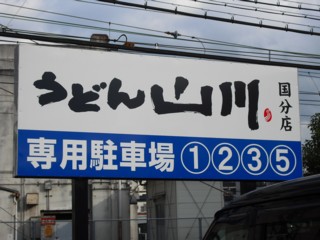 うどん山川 国分店
専用駐車場①②③⑤